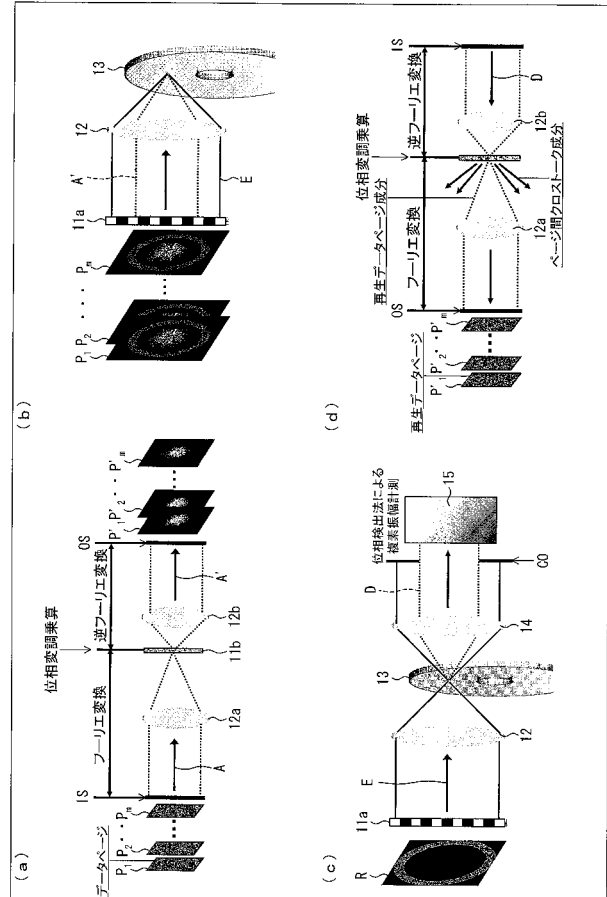 (a)
位相変調乗算
フーリエ変換
逆フーリエ変換
IS
OS
データページ
P1 P2 ・・ Pm
A
12a
11b
12b
A'
P'1 P'2 ・・ P'm
(b)
P1 P2 ・・・ Pm
11a
A'
E
12
13
(c)
R
11a
E
12
13
14
D
GO
位相検出法による
複素振幅計測
15
(d)
位相変調乗算
再生データページ成分
フーリエ変換
逆フーリエ変換
OS
IS
再生データページ
P'1 P'2 ・・ P'm
12a
12b
D
ページ間クロストーク成分